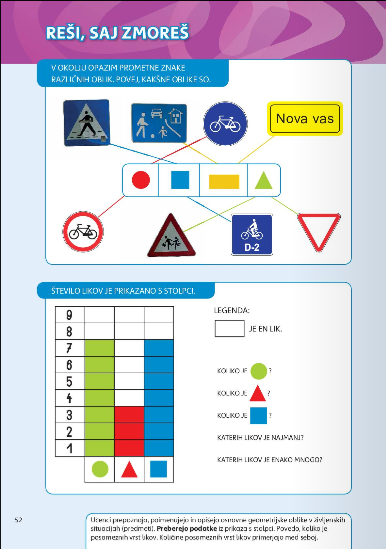 REŠI, SAJ ZMOREŠ
V OKOLJU OPAZIM PROMETNE ZNAKE
RAZLIČNIH OBLIK. POVEJ, KAKŠNE OBLIKE SO.
Nova vas
D-2
ŠTEVILO LIKOV JE PRIKAZANO S STOLPCI.
9
8
7
6
5
4
3
2
1
LEGENDA:
JE EN LIK.
KOLIKO JE ?
KOLIKO JE ?
KOLIKO JE ?
KATERIH LIKOV JE NAJMANJ?
KATERIH LIKOV JE ENAKO MNOGO?
52
Učenci prepoznajo, poimenujejo in opišejo osnovne geometrijske oblike v življenjskih
situacijah (predmeti). Preberejo podatke iz prikaza s stolpci. Povedo, koliko je
posameznih vrst likov. Količine posameznih vrst likov primerjajo med seboj.